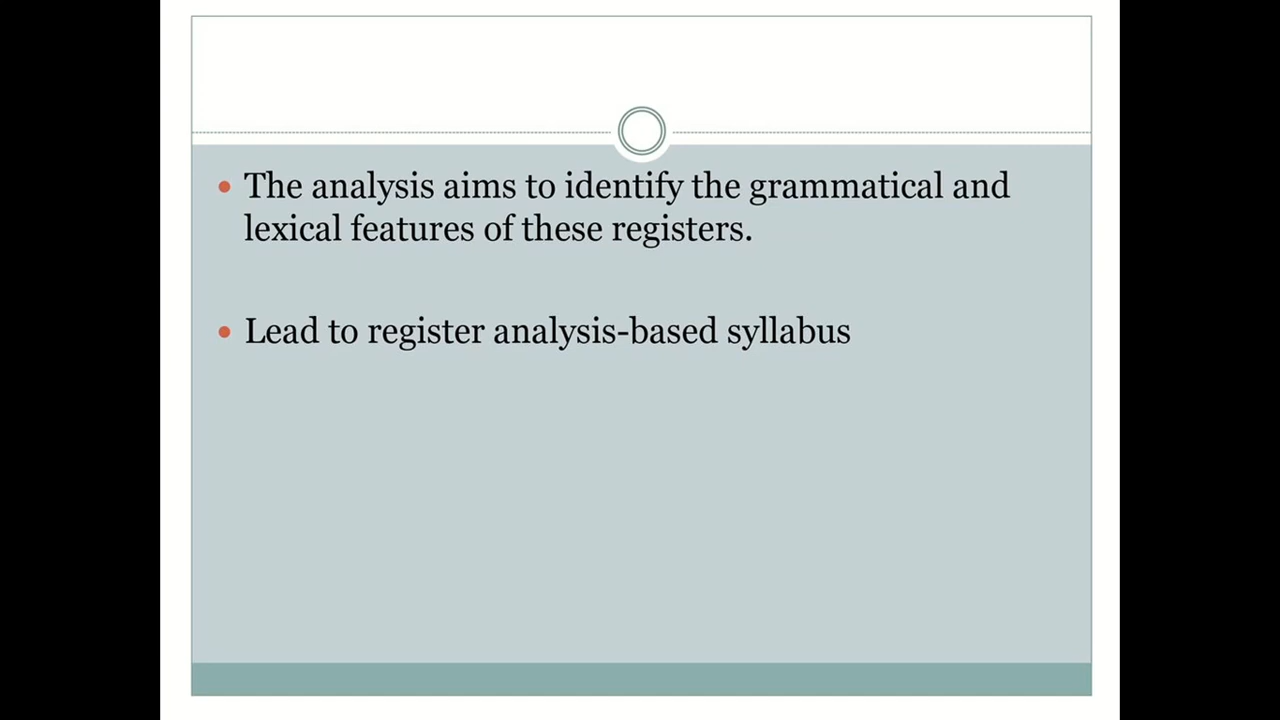 • The analysis aims to identify the grammatical and
lexical features of these registers.
• Lead to register analysis-based syllabus